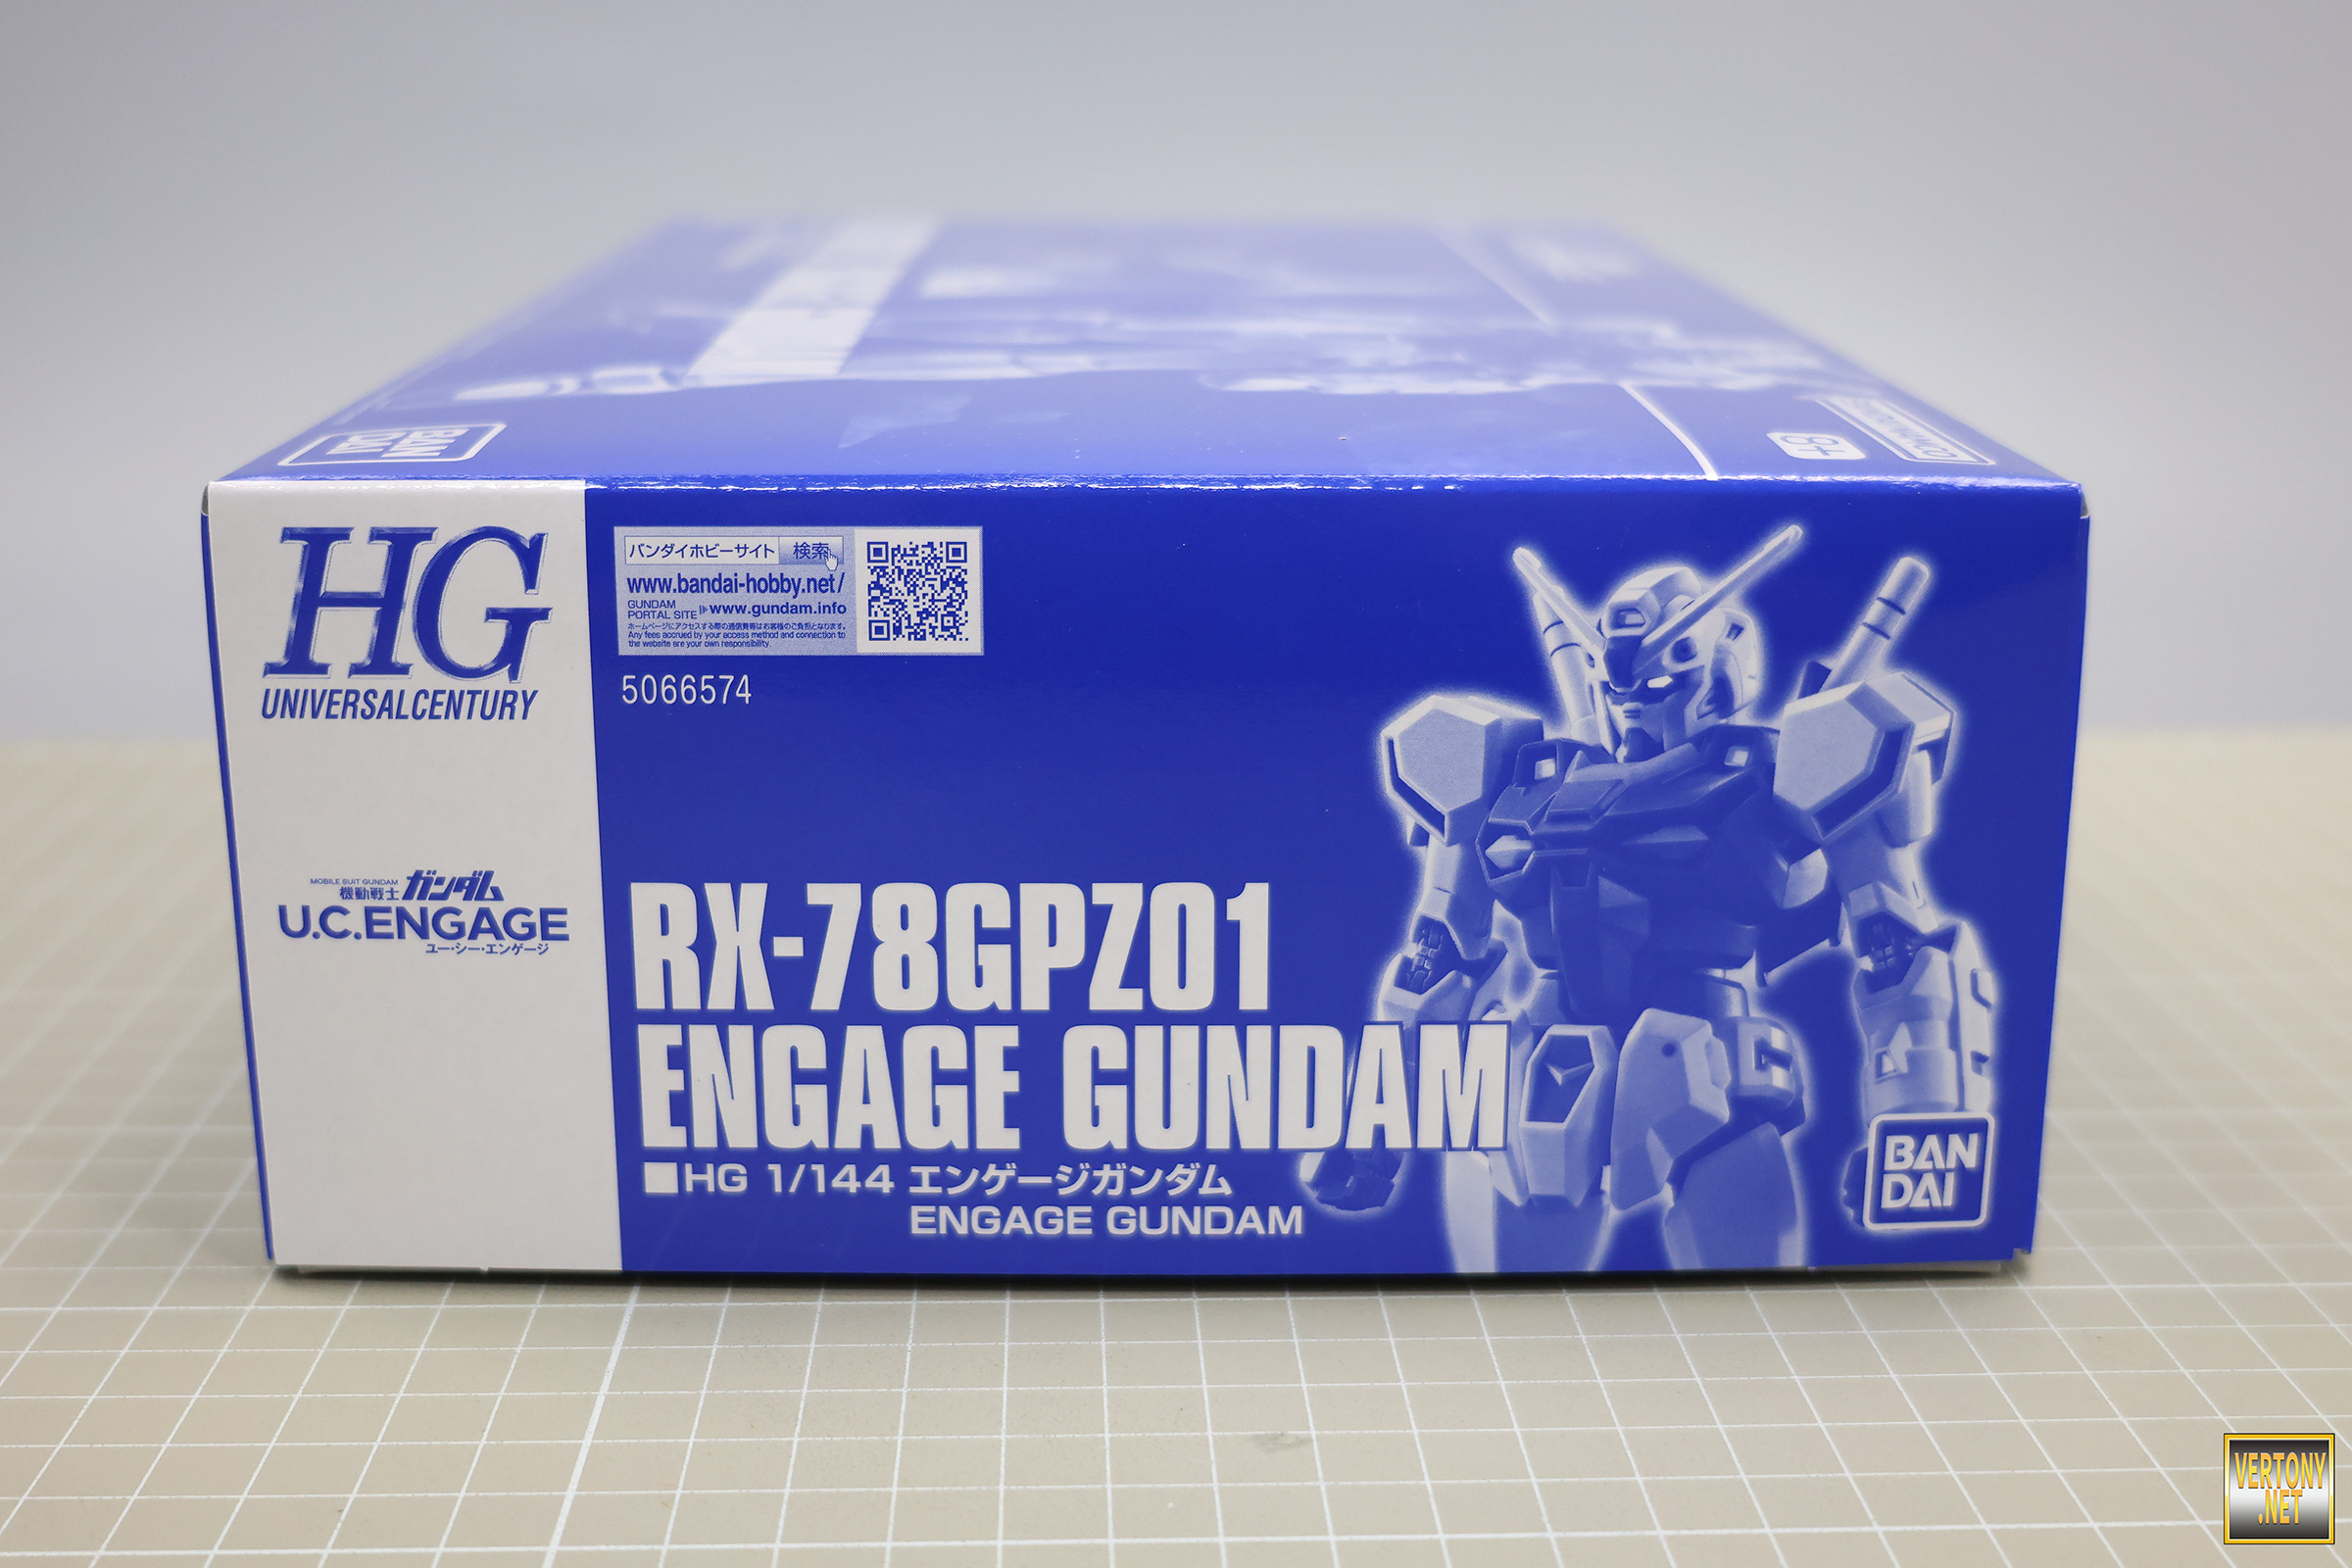 BAN
DAI
8+
HG
UNIVERSALCENTURY
MOBILE SUIT GUNDAM
機動戦士ガンダム
U.C.ENGAGE
ユー・シー・エンゲージ
バンダイホビーサイト 検索
www.bandai-hobby.net/
GUNDAM
PORTAL SITE www.gundam.info
ホームページにアクセスする際の通信費等はお客様のご負担となります。
Any fees accrued by your access method and connection to
the website are your own responsibility.
5066574
RX-78GPZ01
ENGAGE GUNDAM
■HG 1/144 エンゲージガンダム
ENGAGE GUNDAM
BAN
DAI
VERTONY
.NET